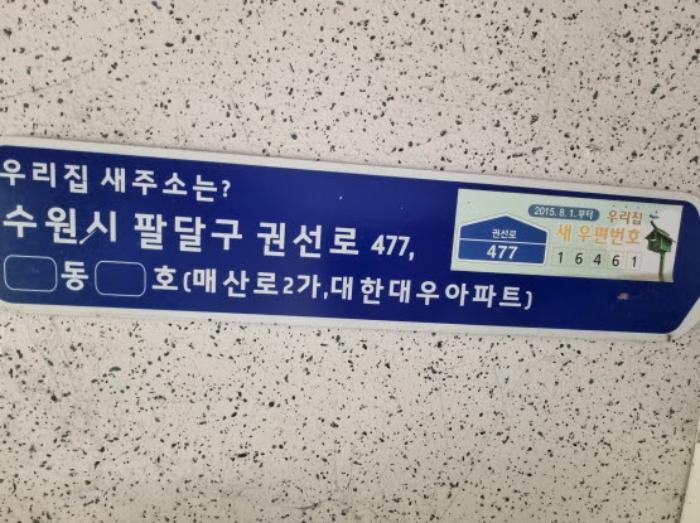 우리집 새주소는?
수원시 팔달구 권선로 477,
동 호(매산로2가,대한대우아파트)
2015. 8. 1. 부터 우리집
새 우편번호
권선로
477
16461